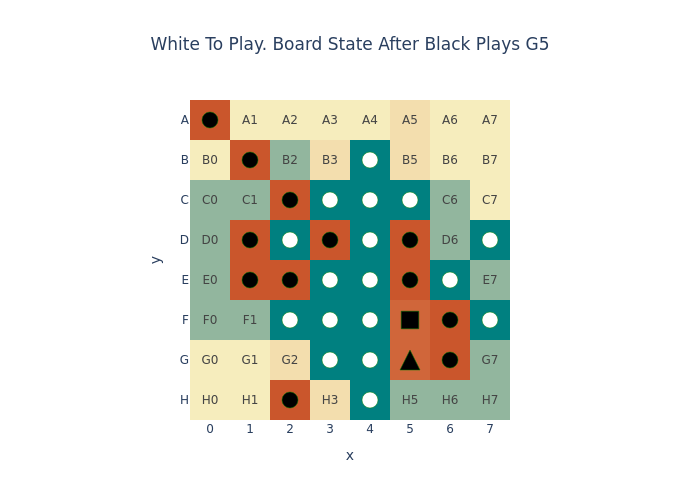 White To Play. Board State After Black Plays G5
A A1 A2 A3 A4 A5 A6 A7
B B0 B2 B3 B5 B6 B7
C C0 C1 C6 C7
D D0 D6
E E0 E7
F F0 F1
G G0 G1 G2 G7
H H0 H1 H3 H5 H6 H7
0 1 2 3 4 5 6 7
x
y